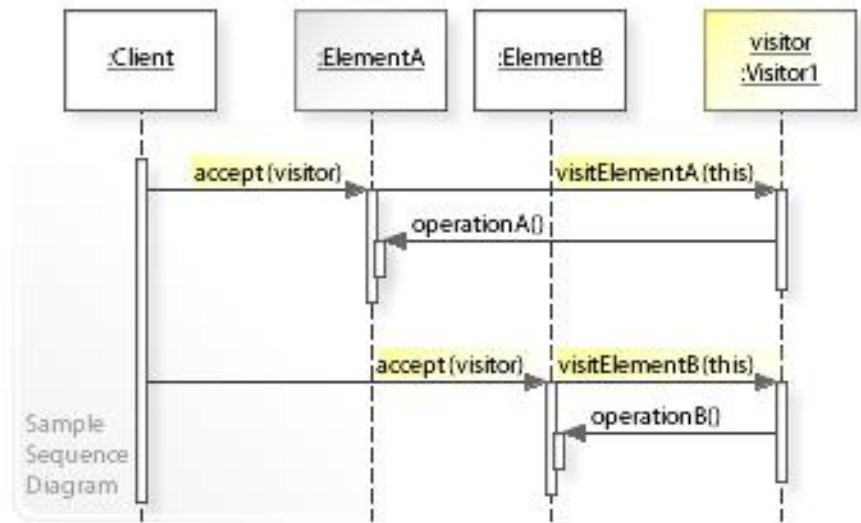 :Client
:ElementA
:ElementB
visitor
:Visitor1
accept(visitor)
visitElementA(this)
operationA()
accept(visitor)
visitElementB(this)
operationB()
Sample
Sequence
Diagram